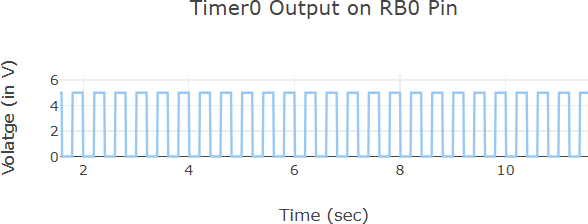 Timer0 Output on RB0 Pin
Volatge (in V)
6
4
2
0
2 4 6 8 10
Time (sec)